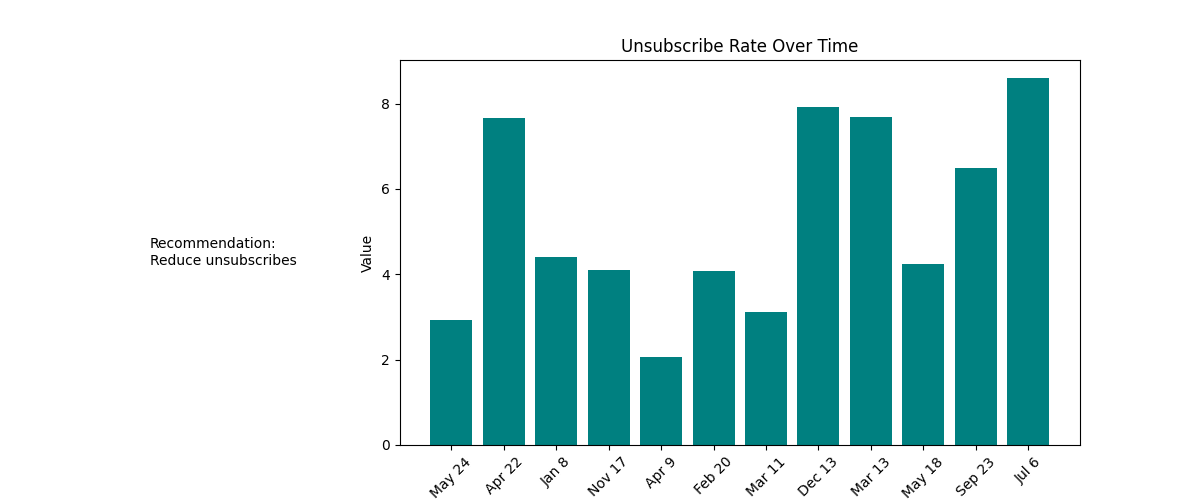 Unsubscribe Rate Over Time
Recommendation:
Reduce unsubscribes
Value
8
6
4
2
0
May 24
Apr 22
Jan 8
Nov 17
Apr 9
Feb 20
Mar 11
Dec 13
Mar 13
May 18
Sep 23
Jul 6